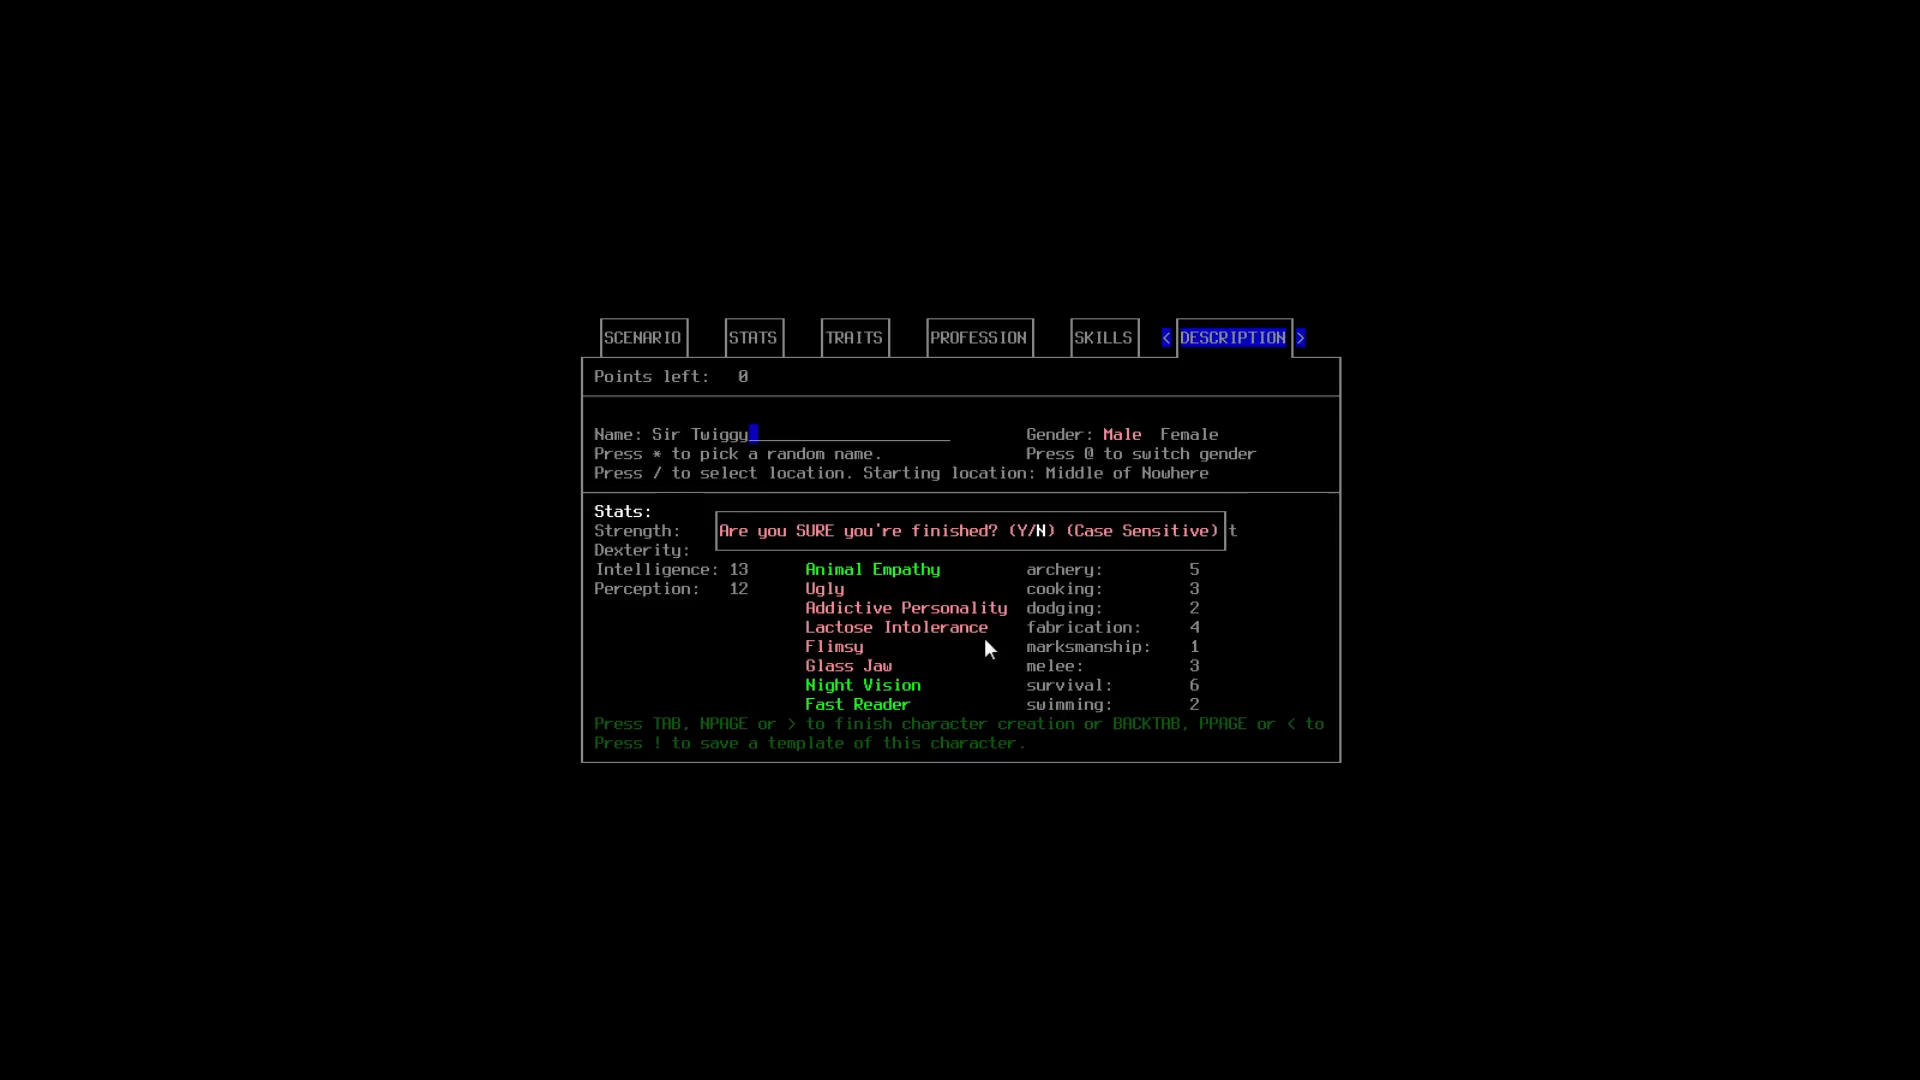 SCENARIO STATS TRAITS PROFESSION SKILLS < DESCRIPTION >
Points left: 0
Name: Sir Twiggy Gender: Male Female
Press * to pick a random name. Press @ to switch gender
Press / to select location. Starting location: Middle of Nowhere
Stats:
Strength: Are you SURE you're finished? (Y/N) (Case Sensitive) t
Dexterity:
Intelligence: 13 Animal Empathy archery: 5
Perception: 12 Ugly cooking: 3
Addictive Personality dodging: 2
Lactose Intolerance fabrication: 4
Flimsy marksmanship: 1
Glass Jaw melee: 3
Night Vision survival: 6
Fast Reader swimming: 2
Press TAB, NPAGE or > to finish character creation or BACKTAB, PPAGE or < to
Press ! to save a template of this character.